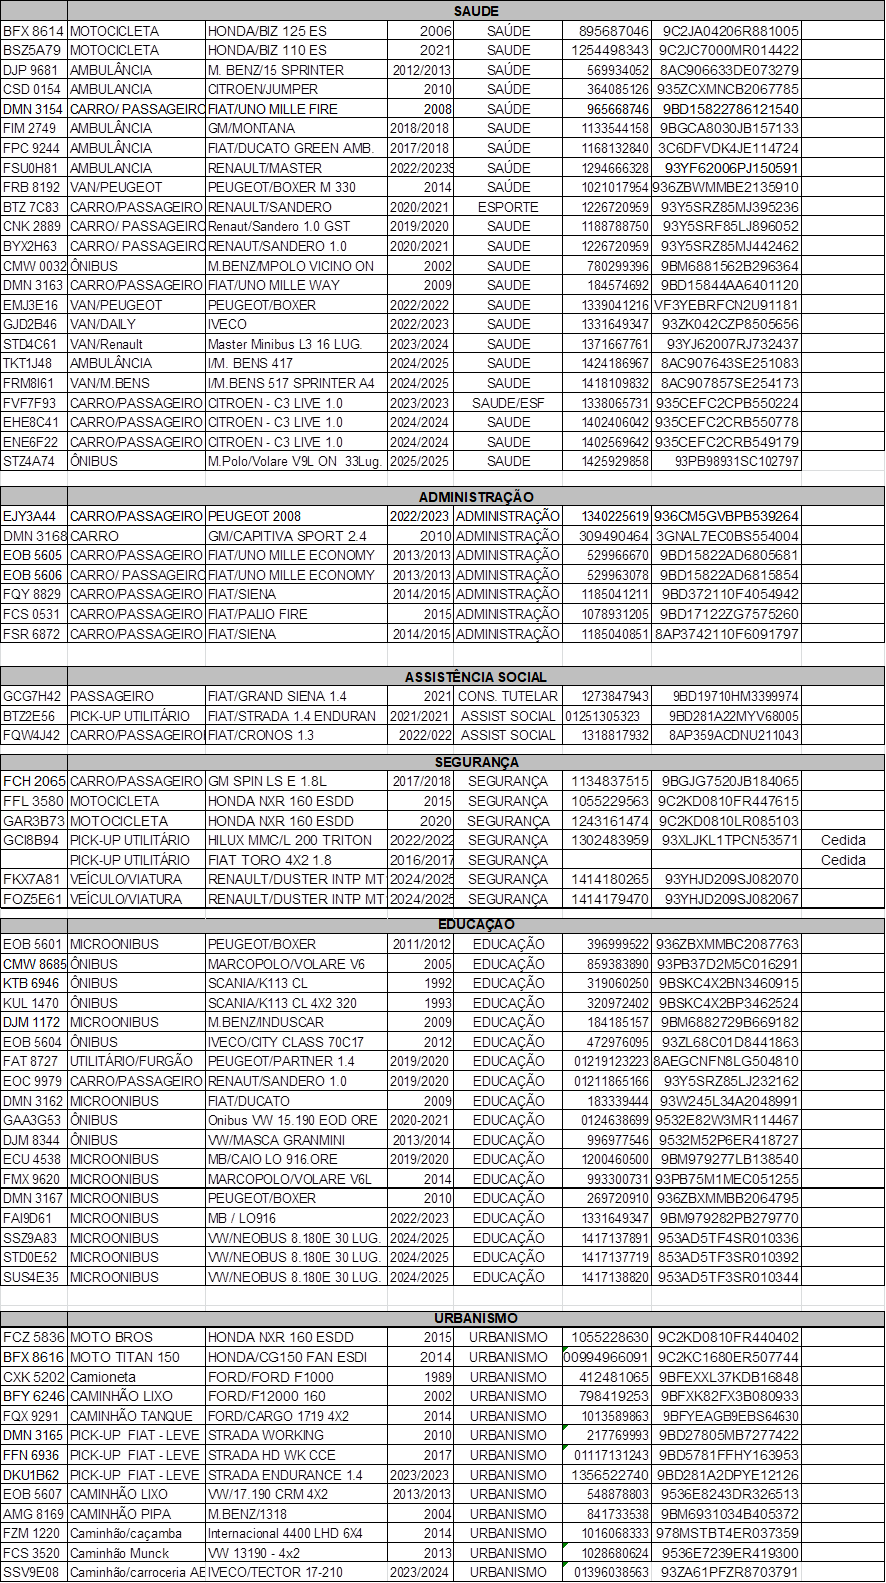 SAUDE
BFX 8614 MOTOCICLETA HONDA/BIZ 125 ES 2006 SAÚDE 895687046 9C2JA04206R881005
BSZ5A79 MOTOCICLETA HONDA/BIZ 110 ES 2021 SAÚDE 1254498343 9C2JC7000MR014422
DJP 9681 AMBULÂNCIA M. BENZ/15 SPRINTER 2012/2013 SAÚDE 569934052 8AC906633DE073279
CSD 0154 AMBULANCIA CITROEN/JUMPER 2010 SAÚDE 364085126 935ZCXMNCB2067785
DMN 3154 CARRO/ PASSAGEIRO FIAT/UNO MILLE FIRE 2008 SAÚDE 965668746 9BD15822786121540
FIM 2749 AMBULÂNCIA GM/MONTANA 2018/2018 SAÚDE 1133544158 9BGCA8030JB157133
FPC 9244 AMBULÂNCIA FIAT/DUCATO GREEN AMB. 2017/2018 SAÚDE 1168132840 3C6DFVDK4JE114724
FSU0H81 AMBULANCIA RENAULT/MASTER 2022/2023S SAÚDE 1294666328 93YF62006PJ150591
FRB 8192 VAN/PEUGEOT PEUGEOT/BOXER M 330 2014 SAÚDE 1021017954 936ZBWMMBE2135910
BTZ 7C83 CARRO/PASSAGEIRO RENAULT/SANDERO 2020/2021 ESPORTE 1226720959 93Y5SRZ85MJ395236
CNK 2889 CARRO/ PASSAGEIRO Renaut/Sandero 1.0 GST 2019/2020 SAÚDE 1188788750 93Y5SRF85LJ896052
BYX2H63 CARRO/ PASSAGEIRO RENAUT/SANDERO 1.0 2020/2021 SAÚDE 1226720959 93Y5SRZ85MJ442462
CMW 0032 ÔNIBUS M.BENZ/MPOLO VICINO ON 2002 SAUDE 780299396 9BM6881562B296364
DMN 3163 CARRO/PASSAGEIRO FIAT/UNO MILLE WAY 2009 SAUDE 184574692 9BD15844AA6401120
EMJ3E16 VAN/PEUGEOT PEUGEOT/BOXER 2022/2022 SAUDE 1339041216 VF3YEBRFCN2U91181
GJD2B46 VAN/DAILY IVECO 2022/2023 SAUDE 1331649347 93ZK042CZP8505656
STD4C61 VAN/Renault Master Minibus L3 16 LUG. 2023/2024 SAUDE 1371667761 93YJ62007RJ732437
TKT1J48 AMBULÂNCIA I/M. BENS 417 2024/2025 SAUDE 1424186967 8AC907643SE251083
FRM8I61 VAN/M.BENS I/M.BENS 517 SPRINTER A4 2024/2025 SAUDE 1418109832 8AC907857SE254173
FVF7F93 CARRO/PASSAGEIRO CITROEN - C3 LIVE 1.0 2023/2023 SAUDE/ESF 1338065731 935CEFC2CPB550224
EHE8C41 CARRO/PASSAGEIRO CITROEN - C3 LIVE 1.0 2024/2024 SAUDE 1402406042 935CEFC2CRB550778
ENE6F22 CARRO/PASSAGEIRO CITROEN - C3 LIVE 1.0 2024/2024 SAUDE 1402569642 935CEFC2CRB549179
STZ4A74 ÔNIBUS M.Polo/Volare V9L ON 33Lug. 2025/2025 SAUDE 1425929858 93PB98931SC102797
ADMINISTRAÇÃO
EJY3A44 CARRO/PASSAGEIRO PEUGEOT 2008 2022/2023 ADMINISTRAÇÃO 1340225619 936CM5GVBPB539264
DMN 3168 CARRO GM/CAPITIVA SPORT 2.4 2010 ADMINISTRAÇÃO 309490464 3GNAL7EC0BS554004
EOB 5605 CARRO/PASSAGEIRO FIAT/UNO MILLE ECONOMY 2013/2013 ADMINISTRAÇÃO 529966670 9BD15822AD6805681
EOB 5606 CARRO/ PASSAGEIRO FIAT/UNO MILLE ECONOMY 2013/2013 ADMINISTRAÇÃO 529963078 9BD15822AD6815854
FQY 8829 CARRO/PASSAGEIRO FIAT/SIENA 2014/2015 ADMINISTRAÇÃO 1185041211 9BD372110F4054942
FCS 0531 CARRO/PASSAGEIRO FIAT/PALIO FIRE 2015 ADMINISTRAÇÃO 1078931205 9BD17122ZG7575260
FSR 6872 CARRO/PASSAGEIRO FIAT/SIENA 2014/2015 ADMINISTRAÇÃO 1185040851 8AP3742110F6091797
ASSISTÊNCIA SOCIAL
GCG7H42 PASSAGEIRO FIAT/GRAND SIENA 1.4 2021 CONS. TUTELAR 1273847943 9BD19710HM3399974
BTZ2E56 PICK-UP UTILITÁRIO FIAT/STRADA 1.4 ENDURAN 2021/2021 ASSIST SOCIAL 01251305323 9BD281A22MYV68005
FQW4J42 CARRO/PASSAGEIRO FIAT/CRONOS 1.3 2022/022 ASSIST SOCIAL 1318817932 8AP359ACDNU211043
SEGURANÇA
FCH 2065 CARRO/PASSAGEIRO GM SPIN LS E 1.8L 2017/2018 SEGURANÇA 1134837515 9BGJG7520JB184065
FFL 3580 MOTOCICLETA HONDA NXR 160 ESDD 2015 SEGURANÇA 1055229563 9C2KD0810FR447615
GAR3B73 MOTOCICLETA HONDA NXR 160 ESDD 2020 SEGURANÇA 1243161474 9C2KD0810LR085103
GCI8B94 PICK-UP UTILITÁRIO HILUX MMC/L 200 TRITON 2022/2022 SEGURANÇA 1302483959 93XLJKL1TPCN53571 Cedida
PICK-UP UTILITÁRIO FIAT TORO 4X2 1.8 2016/2017 SEGURANÇA Cedida
FKX7A81 VEÍCULO/VIATURA RENAULT/DUSTER INTP MT 2024/2025 SEGURANÇA 1414180265 93YHJD209SJ082070
FOZ5E61 VEÍCULO/VIATURA RENAULT/DUSTER INTP MT 2024/2025 SEGURANÇA 1414179470 93YHJD209SJ082067
EDUCAÇÃO
EOB 5601 MICROONIBUS PEUGEOT/BOXER 2011/2012 EDUCAÇÃO 396999522 936ZBXMMBC2087763
CMW 8685 ÔNIBUS MARCOPOLO/VOLARE V6 2005 EDUCAÇÃO 859383890 93PB37D2M5C016291
KTB 6946 ÔNIBUS SCANIA/K113 CL 1992 EDUCAÇÃO 319060250 9BSKC4X2BN3460915
KUL 1470 ÔNIBUS SCANIA/K113 CL 4X2 320 1993 EDUCAÇÃO 320972402 9BSKC4X2BP3462524
DJM 1172 MICROONIBUS M.BENZ/INDUSCAR 2009 EDUCAÇÃO 184185157 9BM6882729B669182
EOB 5604 ÔNIBUS IVECO/CITY CLASS 70C17 2012 EDUCAÇÃO 472976095 93ZL68C01D8441863
FAT 8727 UTILITÁRIO/FURGÃO PEUGEOT/PARTNER 1.4 2019/2020 EDUCAÇÃO 01219123223 8AEGCNFN8LG504810
EOC 9979 CARRO/PASSAGEIRO RENAUT/SANDERO 1.0 2019/2020 EDUCAÇÃO 01211865166 93Y5SRZ85LJ232162
DMN 3162 MICROONIBUS FIAT/DUCATO 2009 EDUCAÇÃO 183339444 93W245L34A2048991
GAA3G53 ÔNIBUS Onibus VW 15.190 EOD ORE 2020-2021 EDUCAÇÃO 0124638699 9532E82W3MR114467
DJM 8344 ÔNIBUS VW/MASCA GRANMINI 2013/2014 EDUCAÇÃO 996977546 9532M52P6ER418727
ECU 4538 MICROONIBUS MB/CAIO LO 916.ORE 2019/2020 EDUCAÇÃO 1200460500 9BM979277LB138540
FMX 9620 MICROONIBUS MARCOPOLO/VOLARE V6L 2014 EDUCAÇÃO 993300731 93PB75M1MEC051255
DMN 3167 MICROONIBUS PEUGEOT/BOXER 2010 EDUCAÇÃO 269720910 936ZBXMMBB2064795
FAI9D61 MICROONIBUS MB / LO916 2022/2023 EDUCAÇÃO 1331649347 9BM979282PB279770
SSZ9A83 MICROONIBUS VW/NEOBUS 8.180E 30 LUG. 2024/2025 EDUCAÇÃO 1417137891 953AD5TF4SR010336
STD0E52 MICROONIBUS VW/NEOBUS 8.180E 30 LUG. 2024/2025 EDUCAÇÃO 1417137719 853AD5TF3SR010392
SUS4E35 MICROONIBUS VW/NEOBUS 8.180E 30 LUG. 2024/2025 EDUCAÇÃO 1417138820 953AD5TF3SR010344
URBANISMO
FCZ 5836 MOTO BROS HONDA NXR 160 ESDD 2015 URBANISMO 1055228630 9C2KD0810FR440402
BFX 8616 MOTO TITAN 150 HONDA/CG150 FAN ESDI 2014 URBANISMO 00994966091 9C2KC1680ER507744
CXK 5202 Camioneta FORD/FORD F1000 1989 URBANISMO 412481065 9BFEXXL37KDB16848
BFY 6246 CAMINHÃO LIXO FORD/F12000 160 2002 URBANISMO 798419253 9BFXK82FX3B080933
FQX 9291 CAMINHÃO TANQUE FORD/CARGO 1719 4X2 2014 URBANISMO 1013589863 9BFYEAGB9EBS64630
DMN 3165 PICK-UP FIAT - LEVE STRADA WORKING 2010 URBANISMO 217769993 9BD27805MB7277422
FFN 6936 PICK-UP FIAT - LEVE STRADA HD WK CCE 2017 URBANISMO 01117131243 9BD5781FFHY163953
DKU1B62 PICK-UP FIAT - LEVE STRADA ENDURANCE 1.4 2023/2023 URBANISMO 1356522740 9BD281A2DPYE12126
EOB 5607 CAMINHÃO LIXO VW/17.190 CRM 4X2 2013/2013 URBANISMO 548878803 9536E8243DR326513
AMG 8169 CAMINHÃO PIPA M.BENZ/1318 2004 URBANISMO 841733538 9BM6931034B405372
FZM 1220 Caminhão/caçamba Internacional 4400 LHD 6X4 2014 URBANISMO 1016068333 978MSTBT4ER037359
FCS 3520 Caminhão Munck VW 13190 - 4x2 2013 URBANISMO 1028680624 9536E7239ER419300
SSV9E08 Caminhão/carroceria AE IVECO/TECTOR 17-210 2023/2024 URBANISMO 01396038563 93ZA61PFZR8703791